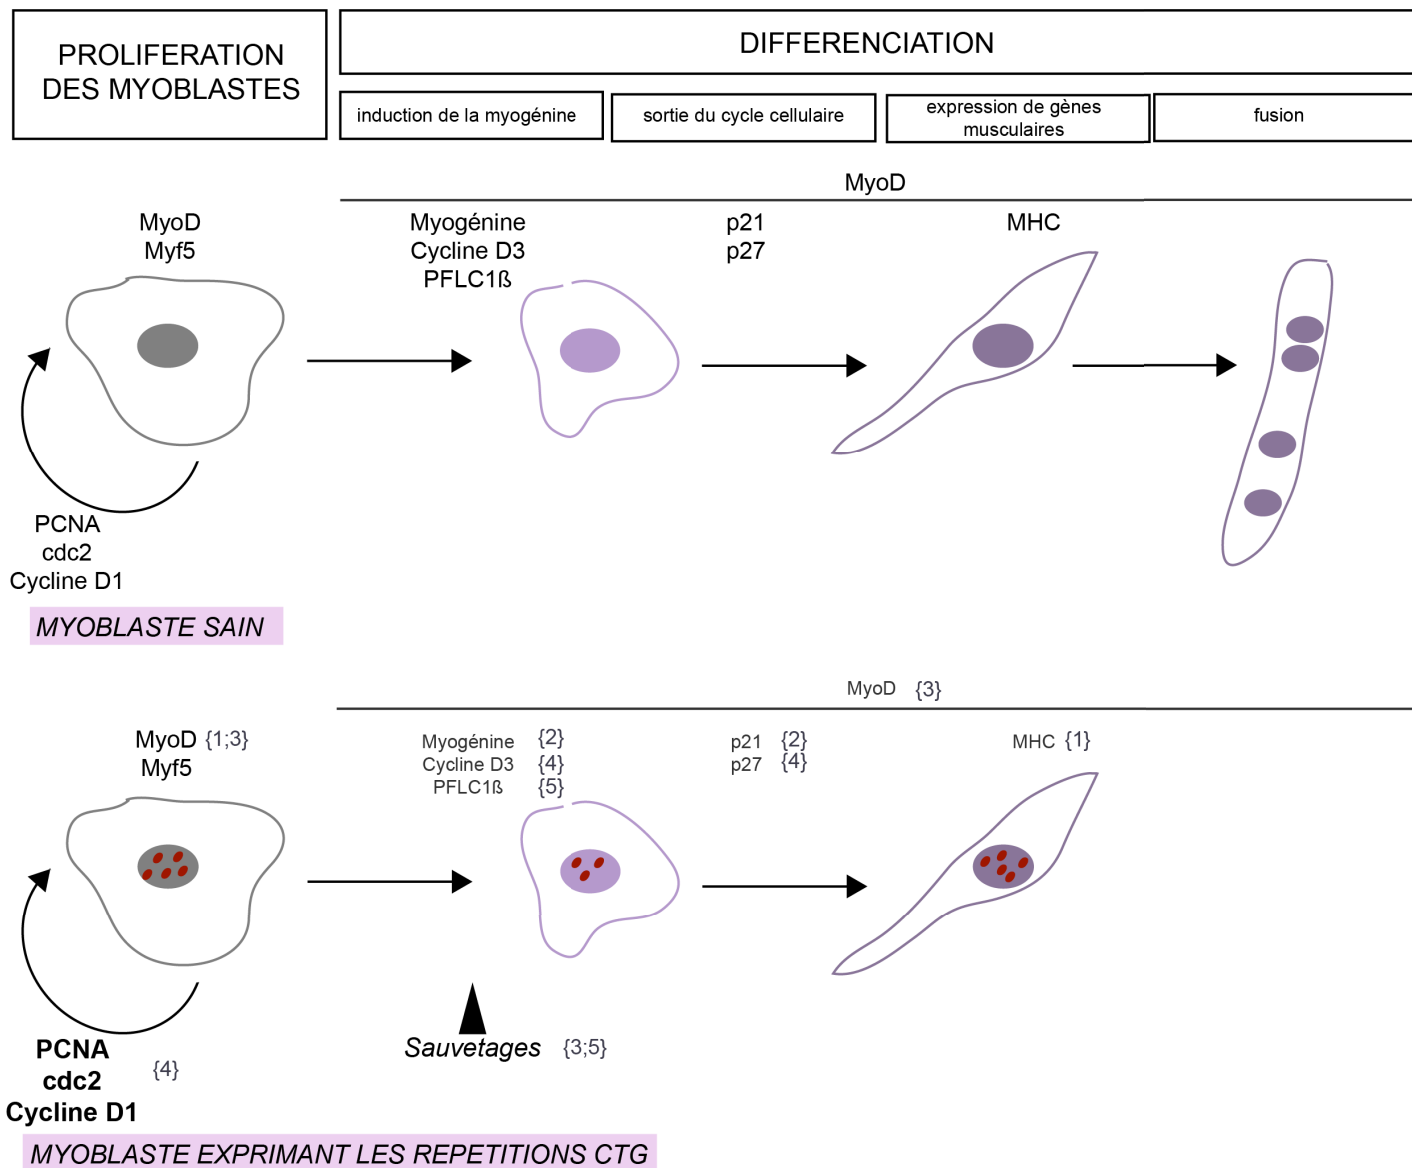 PROLIFERATION
DES MYOBLASTES
DIFFERENCIATION
induction de la myogénine
sortie du cycle cellulaire
expression de gènes
musculaires
fusion
MyoD
MyoD
Myf5
Myogénine
Cycline D3
PFLC1ß
p21
p27
MHC
PCNA
cdc2
Cycline D1
MYOBLASTE SAIN
MyoD {3}
MyoD {1;3}
Myf5
Myogénine {2}
Cycline D3 {4}
PFLC1ß {5}
p21 {2}
p27 {4}
MHC {1}
PCNA
cdc2 {4}
Cycline D1
Sauvetages {3;5}
MYOBLASTE EXPRIMANT LES REPETITIONS CTG